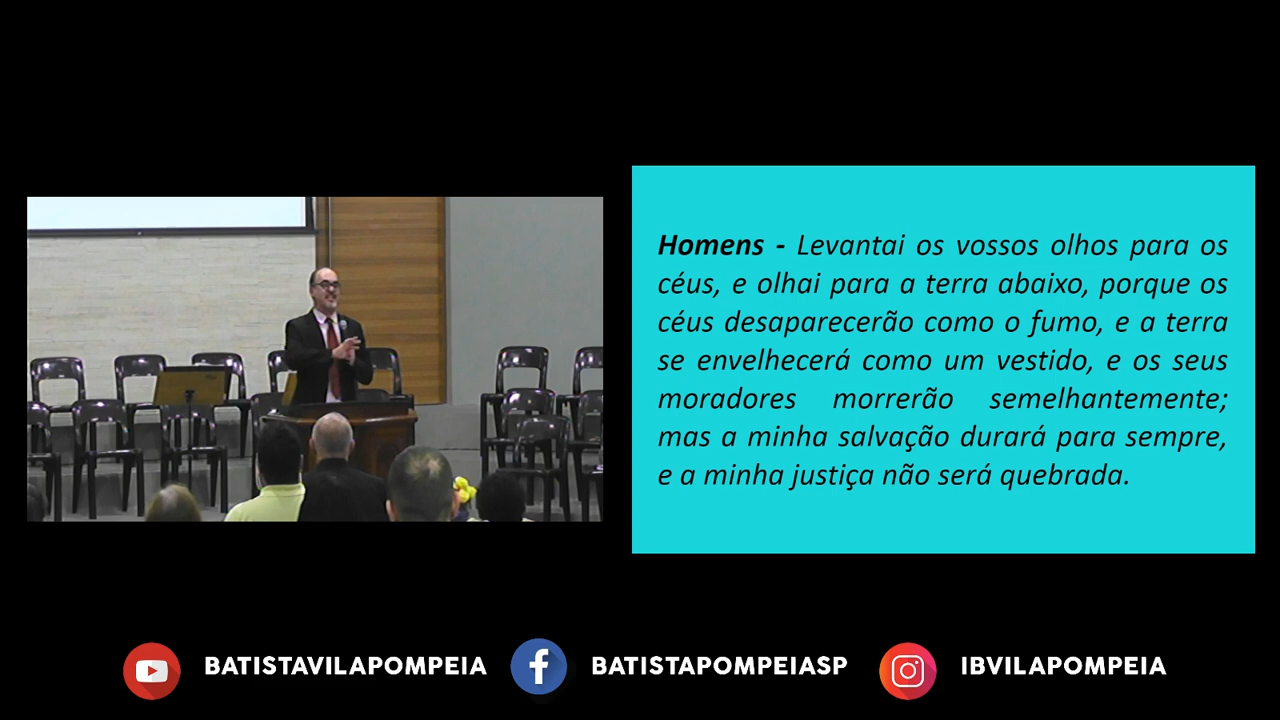 Homens - Levantai os vossos olhos para os
céus, e olhai para a terra abaixo, porque os
céus desaparecerão como o fumo, e a terra
se envelhecerá como um vestido, e os seus
moradores morrerão semelhantemente;
mas a minha salvação durará para sempre,
e a minha justiça não será quebrada.
BATISTAVILAPOMPEIA
BATISTAPOMPEIASP
IBVILAPOMPEIA